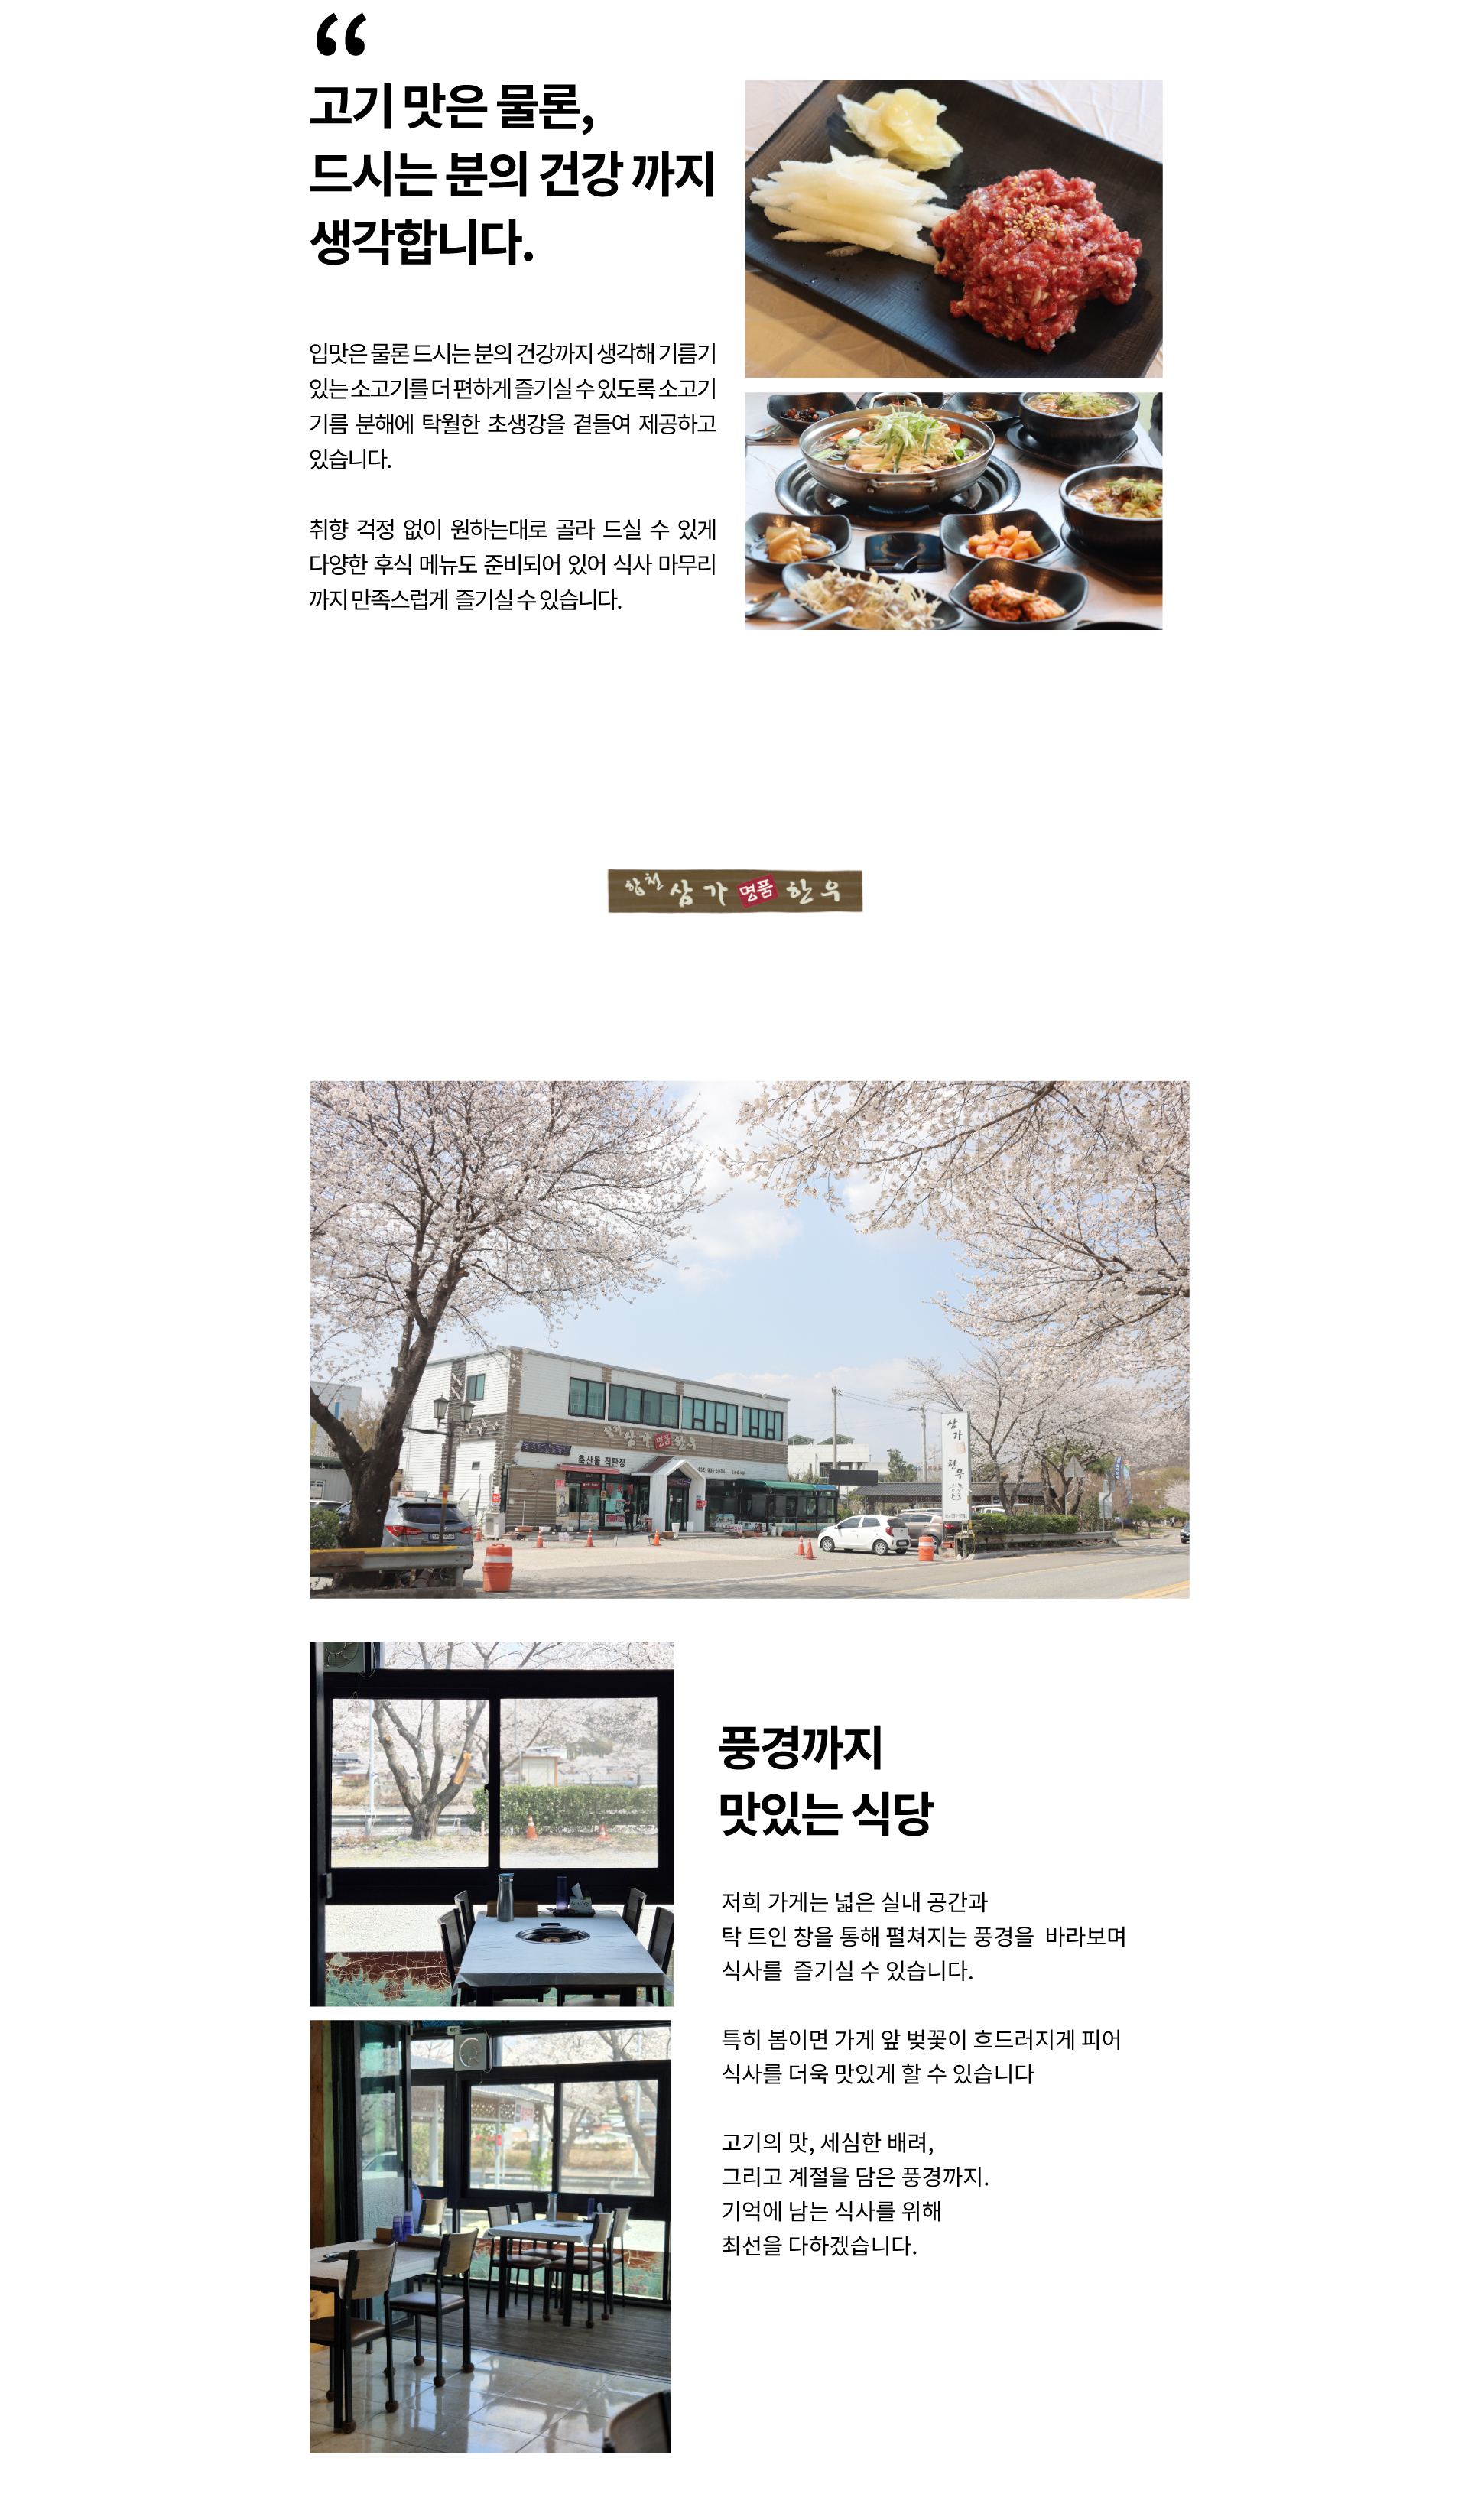 “
고기 맛은 물론,
드시는 분의 건강 까지
생각합니다.
입맛은 물론 드시는 분의 건강까지 생각해 기름기
있는 소고기를 더 편하게 즐기실 수 있도록 소고기
기름 분해에 탁월한 초생강을 곁들여 제공하고
있습니다.
취향 걱정 없이 원하는대로 골라 드실 수 있게
다양한 후식 메뉴도 준비되어 있어 식사 마무리
까지 만족스럽게 즐기실 수 있습니다.
합천 삼가 명품 한우
삼가 명품 한우
축산물 직판장
삼가
한우
풍경까지
맛있는 식당
저희 가게는 넓은 실내 공간과
탁 트인 창을 통해 펼쳐지는 풍경을 바라보며
식사를 즐기실 수 있습니다.
특히 봄이면 가게 앞 벚꽃이 흐드러지게 피어
식사를 더욱 맛있게 할 수 있습니다
고기의 맛, 세심한 배려,
그리고 계절을 담은 풍경까지.
기억에 남는 식사를 위해
최선을 다하겠습니다.